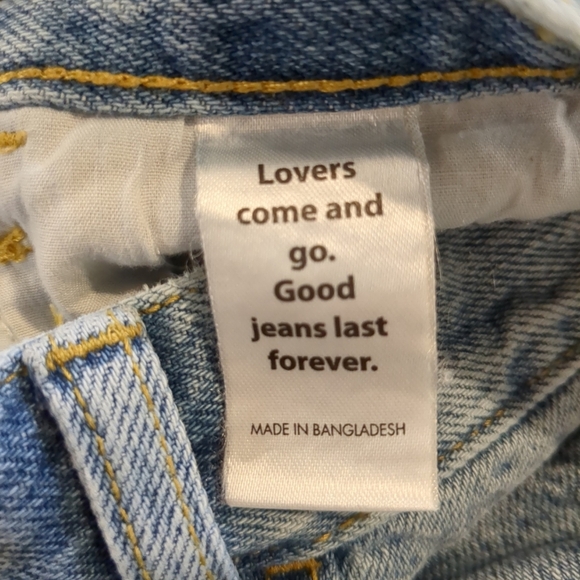 Lovers
come and
go.
Good
jeans last
forever.
MADE IN BANGLADESH